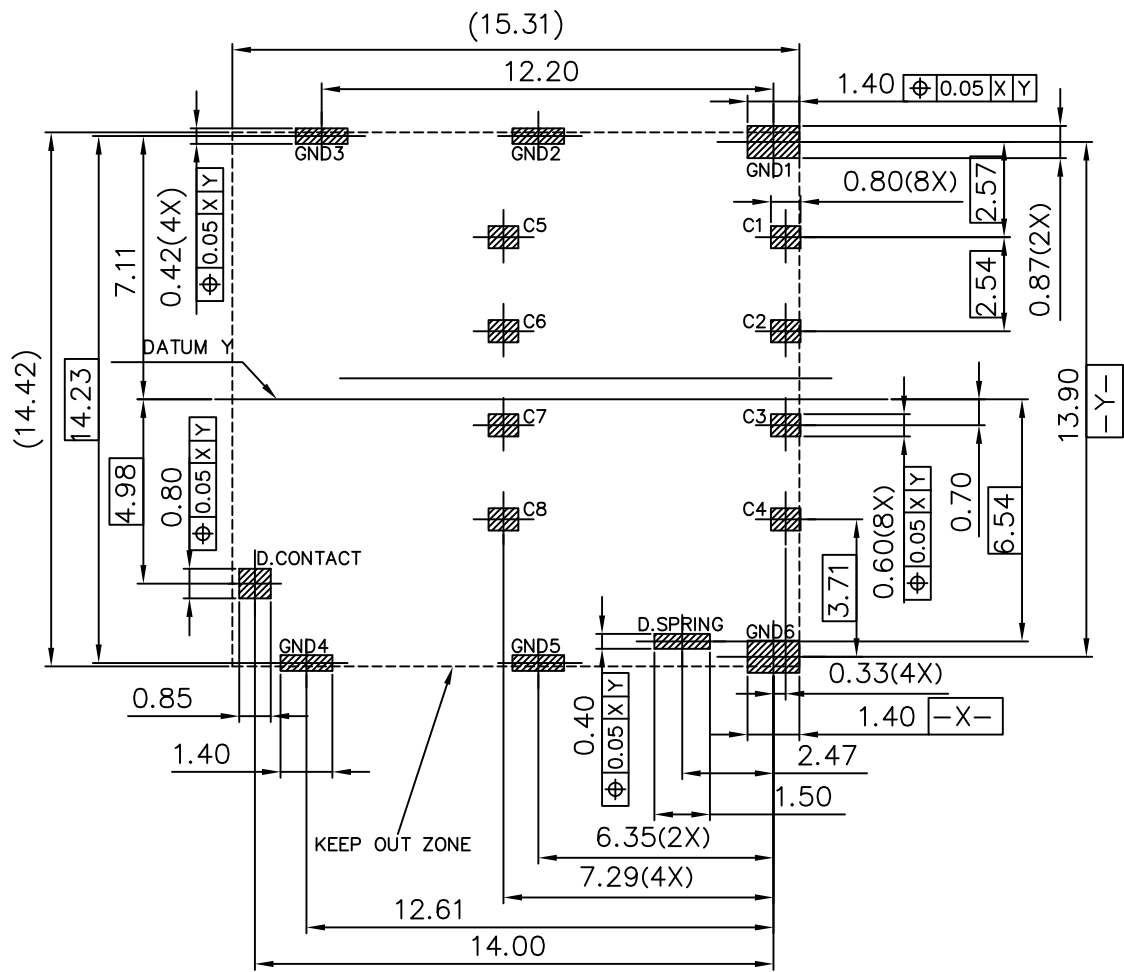 (15.31)
12.20
1.40 ⌖ 0.05 X Y
GND3
GND2
GND1
0.80(8X)
2.57
0.87(2X)
7.11
0.42(4X)
⌖ 0.05 X Y
C5
C1
2.54
C6
C2
DATUM Y
(14.42)
14.23
13.90
-Y-
C7
C3
4.98
0.80
⌖ 0.05 X Y
0.60(8X)
⌖ 0.05 X Y
0.70
6.54
C8
C4
3.71
D.CONTACT
D.SPRING
GND4
GND5
GND6
0.33(4X)
0.85
0.40
⌖ 0.05 X Y
1.40 -X-
1.40
2.47
1.50
KEEP OUT ZONE
6.35(2X)
7.29(4X)
12.61
14.00